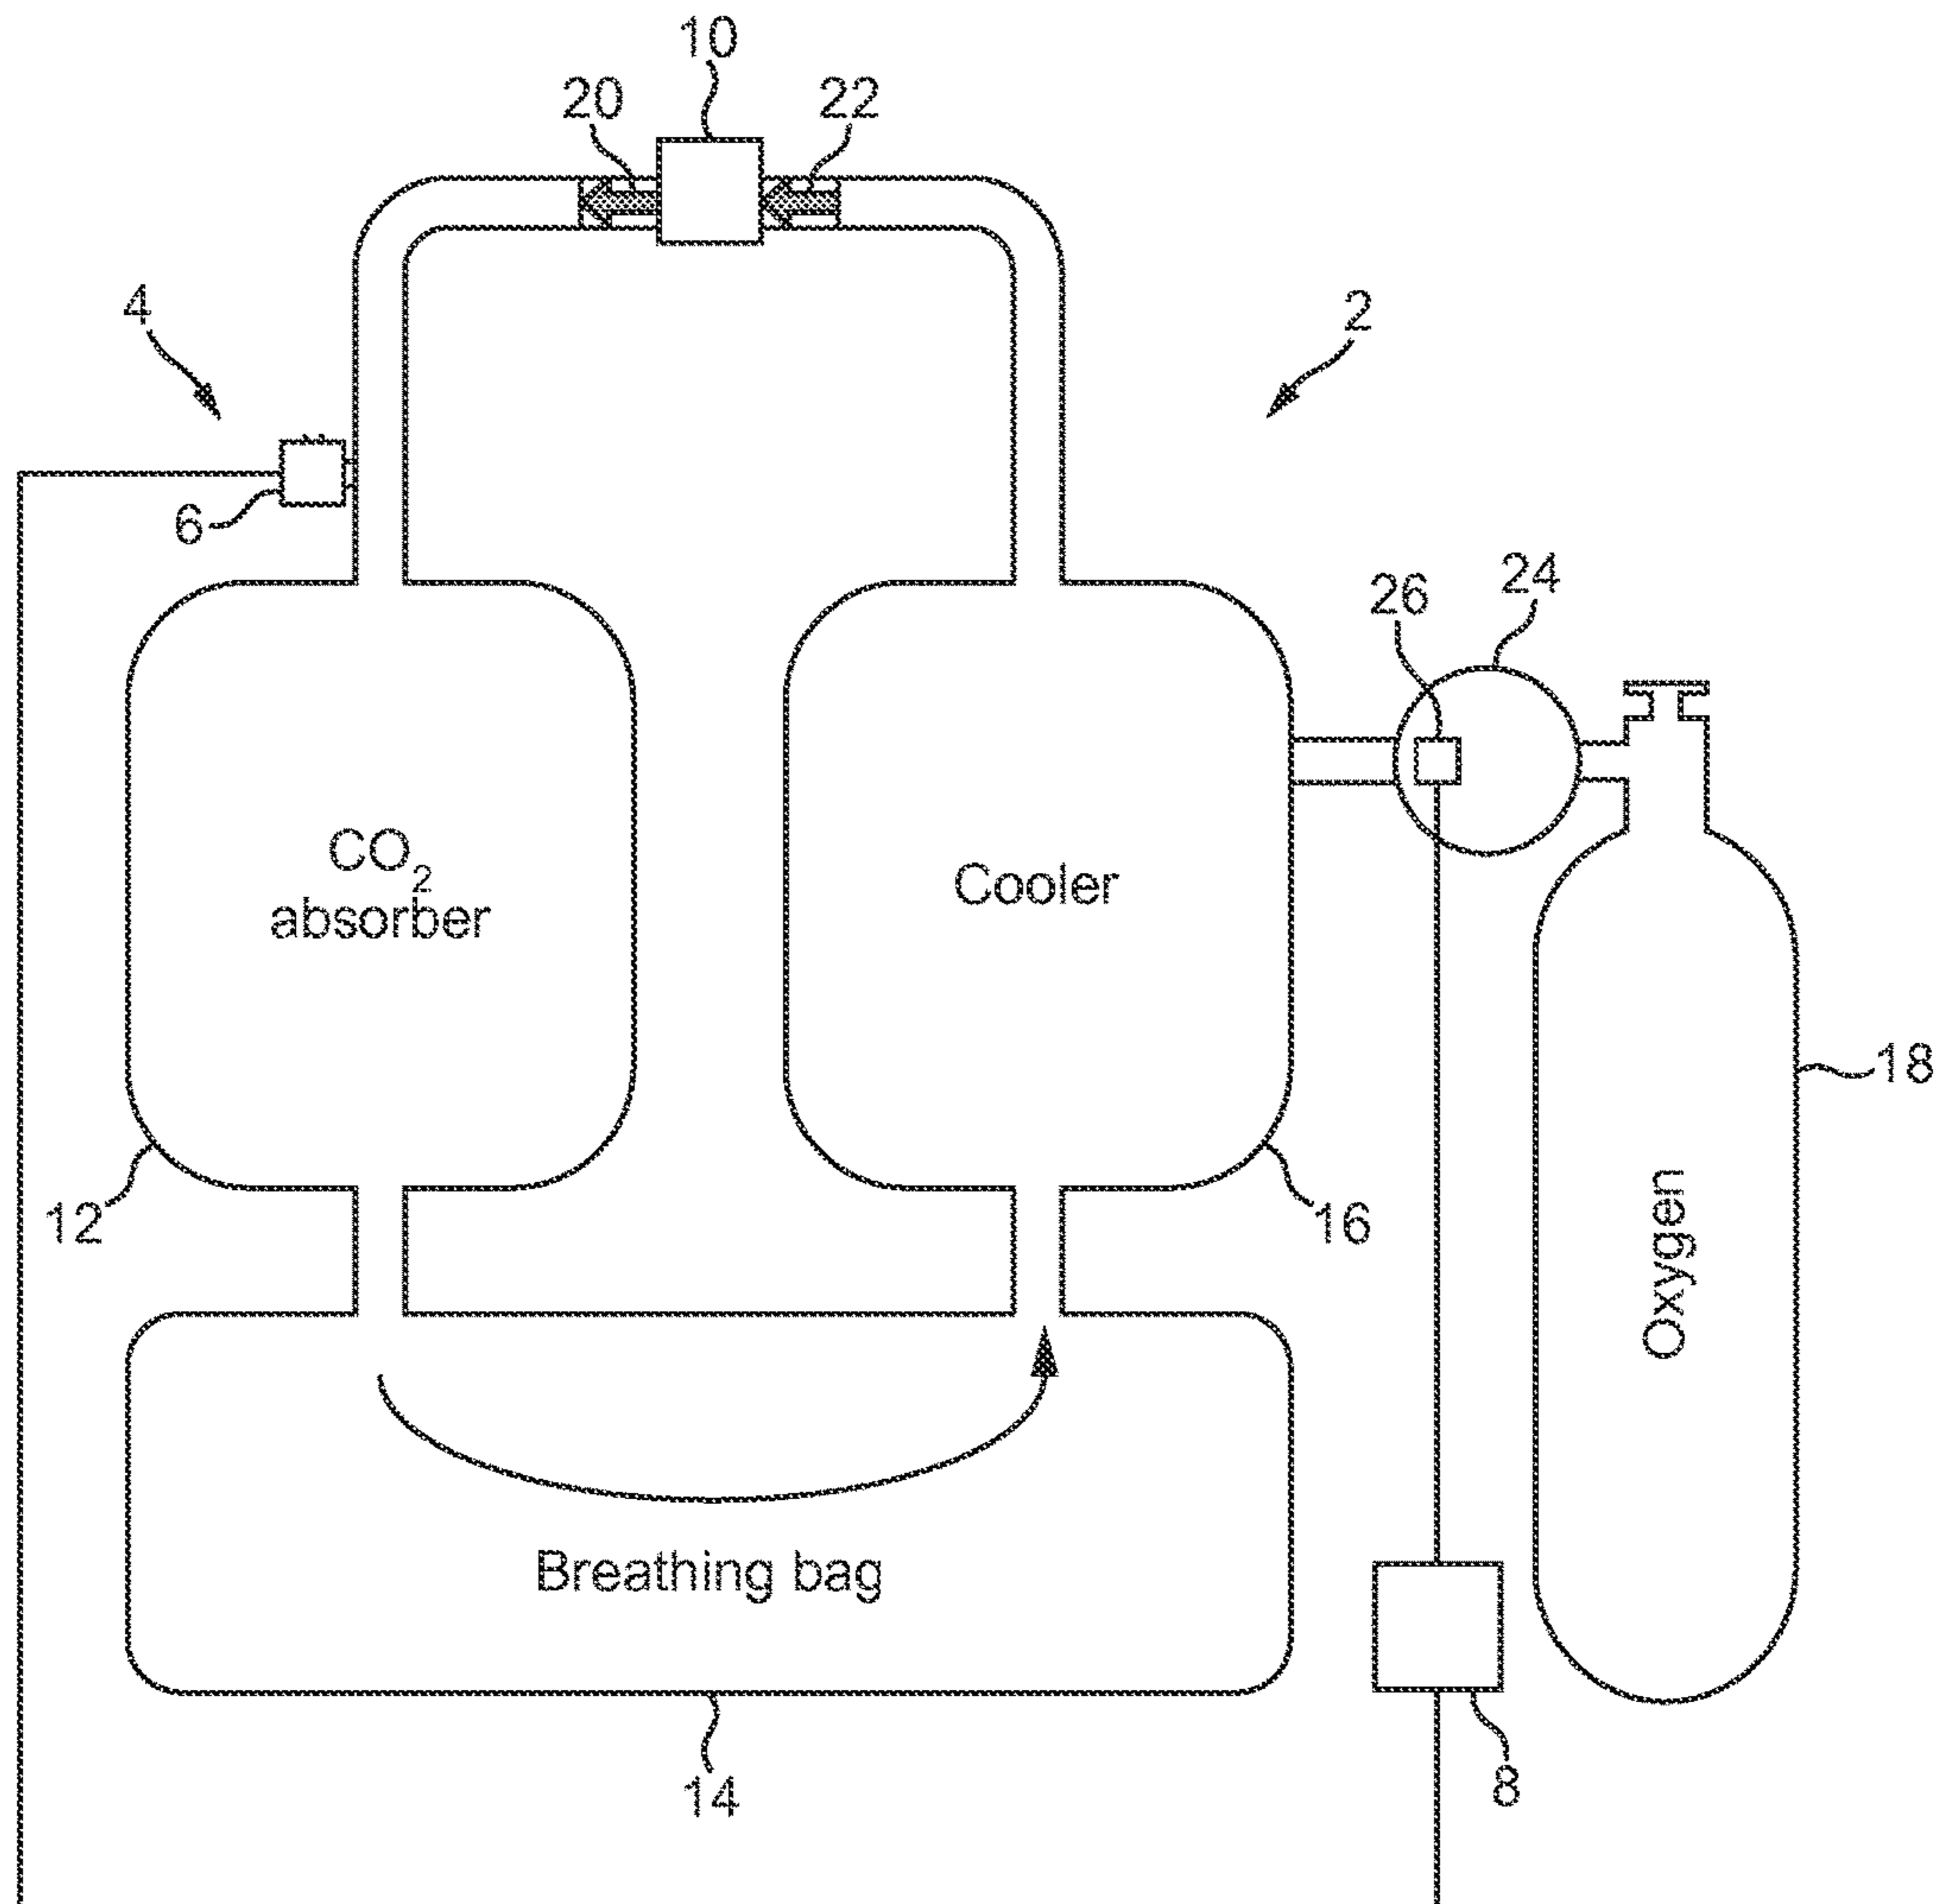 10
20
22
4
2
6
26
24
CO₂
absorber
Cooler
18
12
16
Oxygen
Breathing bag
14
8